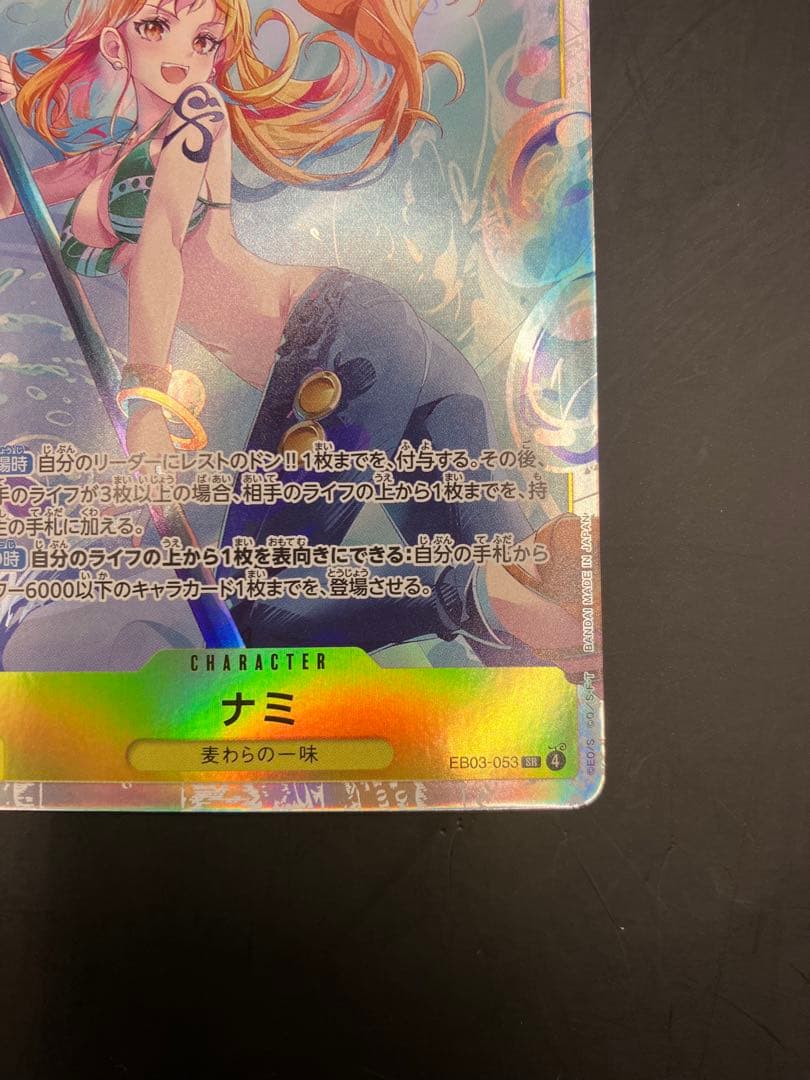 場時 自分のリーダーにレストのドン!!1枚までを、付与する。その後、
手のライフが3枚以上の場合、相手のライフの上から1枚までを、持
主の手札に加える。
時 自分のライフの上から1枚を表向きにできる:自分の手札から
ワー6000以下のキャラカード1枚までを、登場させる。
CHARACTER
ナミ
麦わらの一味
EB03-053 SR 4
©E.O/S ©O/S・F・T BANDAI MADE IN JAPAN